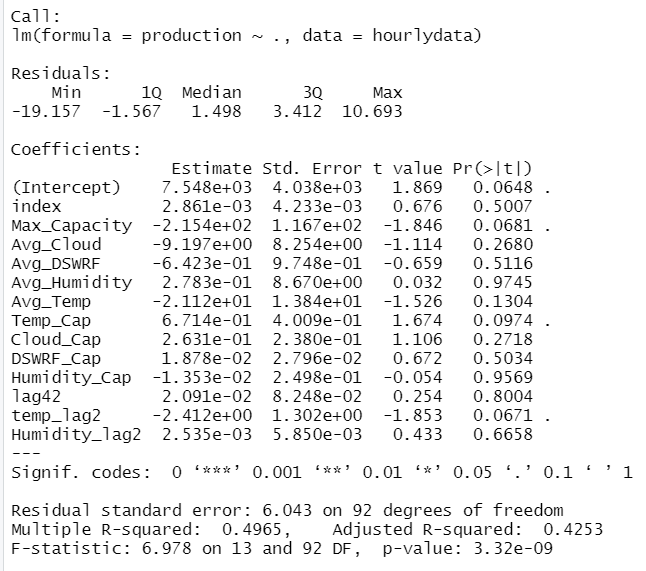 Call:
lm(formula = production ~ ., data = hourlydata)
Residuals:
Min 1Q Median 3Q Max
-19.157 -1.567 1.498 3.412 10.693
Coefficients:
Estimate Std. Error t value Pr(>|t|)
(Intercept) 7.548e+03 4.038e+03 1.869 0.0648 .
index 2.861e-03 4.233e-03 0.676 0.5007
Max_Capacity -2.154e+02 1.167e+02 -1.846 0.0681 .
Avg_Cloud -9.197e+00 8.254e+00 -1.114 0.2680
Avg_DSWRF -6.423e-01 9.748e-01 -0.659 0.5116
Avg_Humidity 2.783e-01 8.670e+00 0.032 0.9745
Avg_Temp -2.112e+01 1.384e+01 -1.526 0.1304
Temp_Cap 6.714e-01 4.009e-01 1.674 0.0974 .
Cloud_Cap 2.631e-01 2.380e-01 1.106 0.2718
DSWRF_Cap 1.878e-02 2.796e-02 0.672 0.5034
Humidity_Cap -1.353e-02 2.498e-01 -0.054 0.9569
lag42 2.091e-02 8.248e-02 0.254 0.8004
temp_lag2 -2.412e+00 1.302e+00 -1.853 0.0671 .
Humidity_lag2 2.535e-03 5.850e-03 0.433 0.6658
---
Signif. codes: 0 ‘***’ 0.001 ‘**’ 0.01 ‘*’ 0.05 ‘.’ 0.1 ‘ ’ 1
Residual standard error: 6.043 on 92 degrees of freedom
Multiple R-squared: 0.4965, Adjusted R-squared: 0.4253
F-statistic: 6.978 on 13 and 92 DF, p-value: 3.32e-09